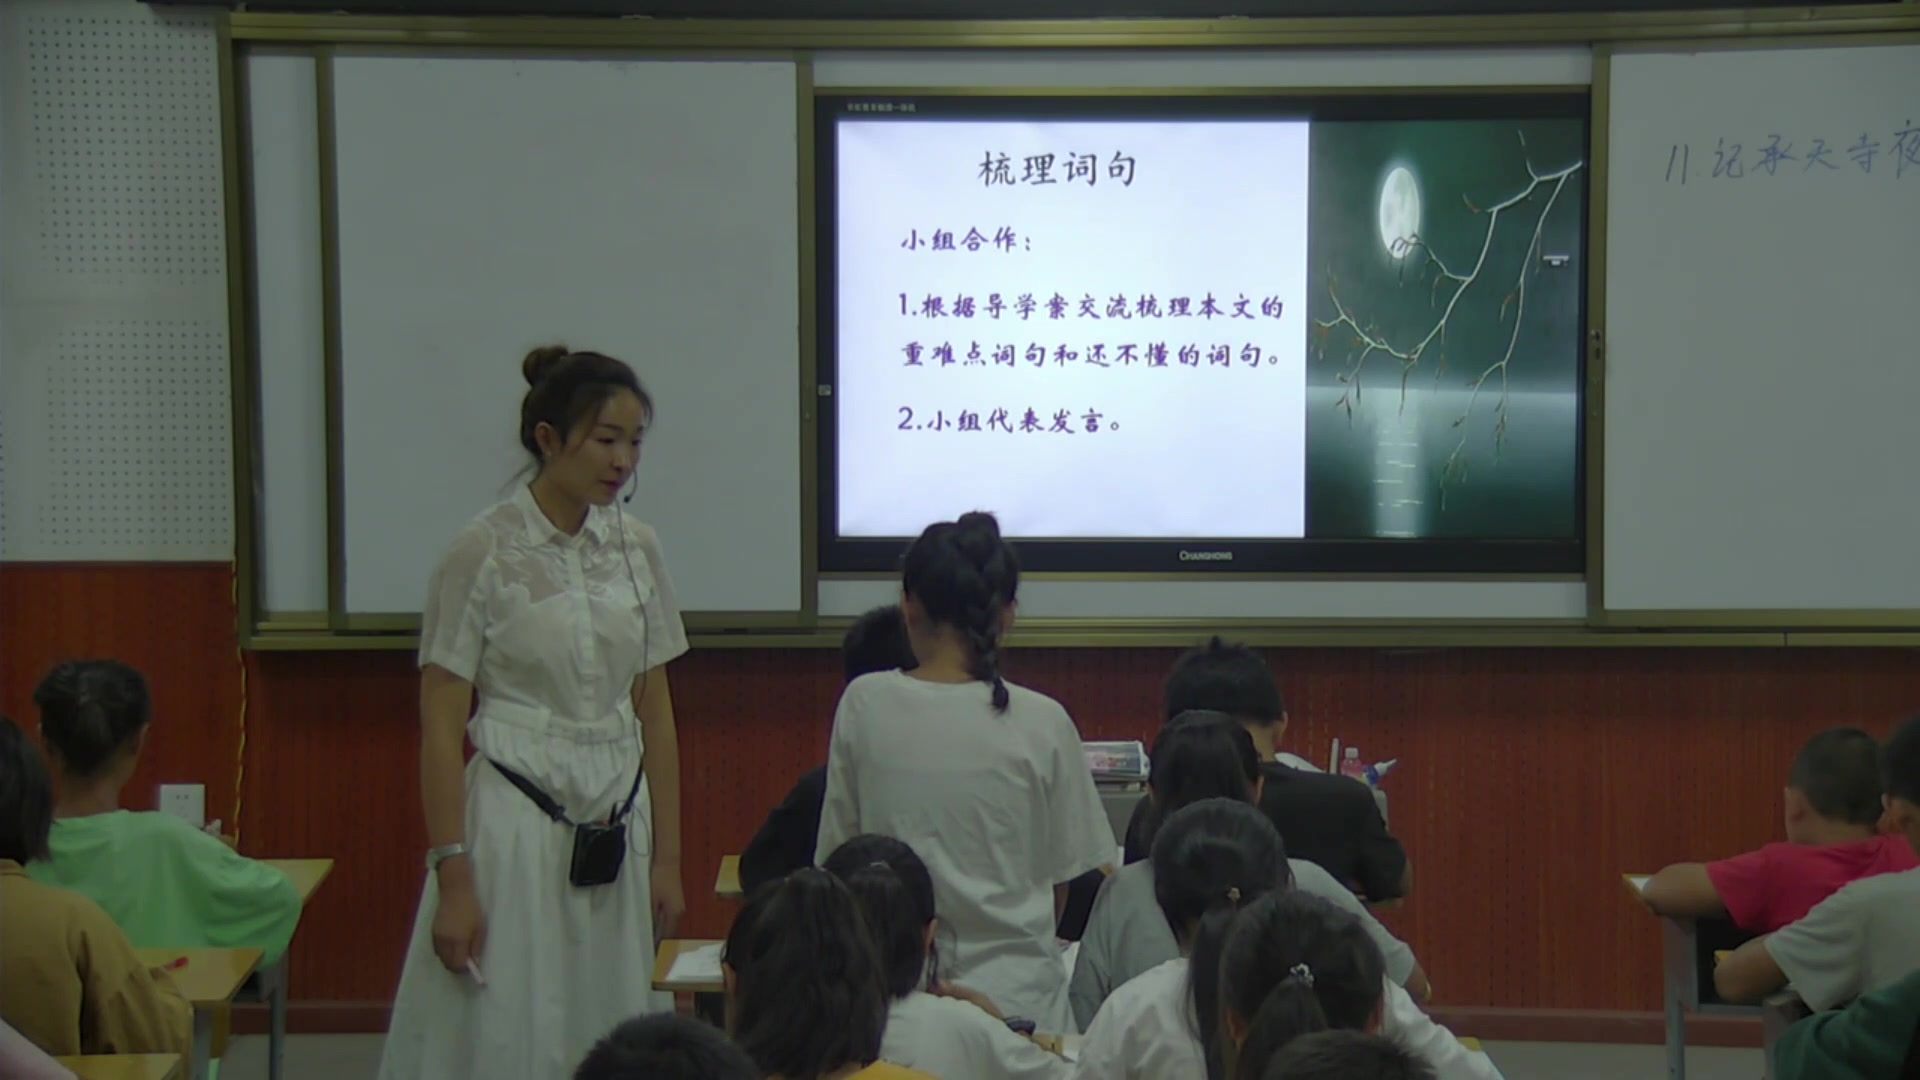 梳理词句
小组合作：
1.根据导学案交流梳理本文的
重难点词句和还不懂的词句。
2.小组代表发言。
CHANGHONG
11.记承天寺夜